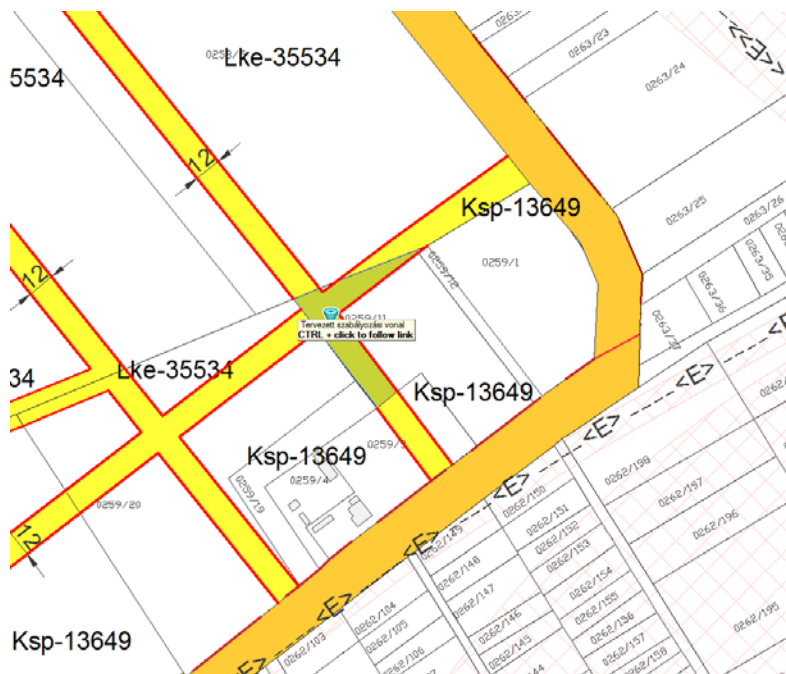 0263/23
0258/
Lke-35534
5534
0263/24
12
Ksp-13649
0263/25
0263/26
12
0259/12
0259/1
0263/35
0263/36
0259/11
Tervezett szabályozási vonal
CTRL + click to follow link
0263/37
<E>
34
Lke-35534
<E>
Ksp-13649
<E>
0259/3
Ksp-13649
0262/198
0259/4
<E>
0262/197
0259/19
0259/20
0262/150
0262/151
0262/196
0262/152
12
<E>
0262/149
0262/153
0262/148
0262/154
0262/147
0262/155
<E>
0262/104
0262/146
0262/156
0262/195
0262/105
0262/145
0262/157
Ksp-13649
0262/103
0262/106
0262/158
<E>